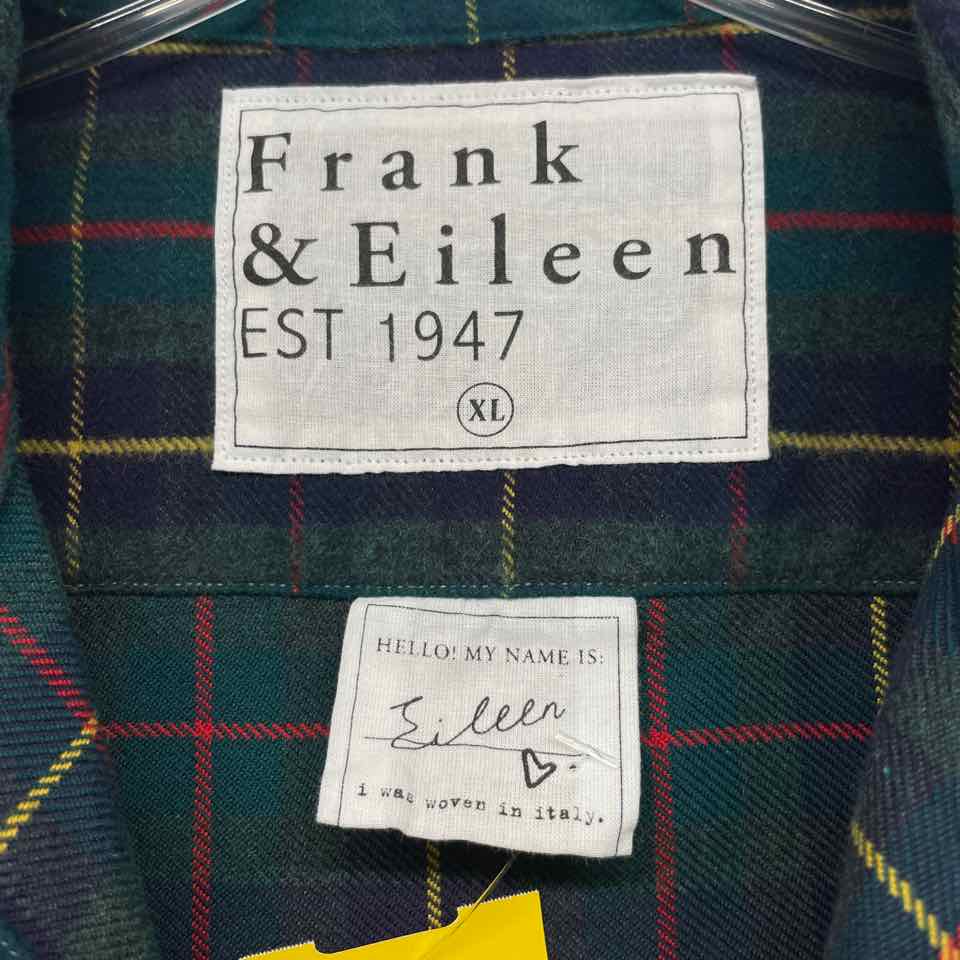 Frank
& Eileen
EST 1947
XL
HELLO! MY NAME IS:
Eileen
i was woven in italy.